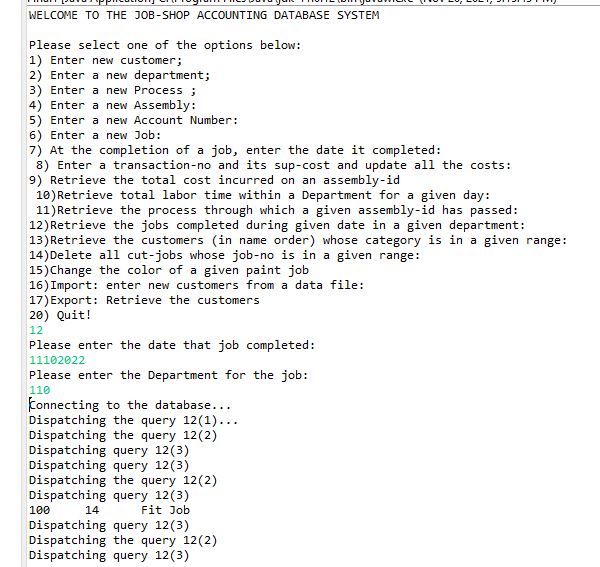 WELCOME TO THE JOB-SHOP ACCOUNTING DATABASE SYSTEM
Please select one of the options below:
1) Enter new customer;
2) Enter a new department;
3) Enter a new Process ;
4) Enter a new Assembly:
5) Enter a new Account Number:
6) Enter a new Job:
7) At the completion of a job, enter the date it completed:
8) Enter a transaction-no and its sup-cost and update all the costs:
9) Retrieve the total cost incurred on an assembly-id
10)Retrieve total labor time within a Department for a given day:
11)Retrieve the process through which a given assembly-id has passed:
12)Retrieve the jobs completed during given date in a given department:
13)Retrieve the customers (in name order) whose category is in a given range:
14)Delete all cut-jobs whose job-no is in a given range:
15)Change the color of a given paint job
16)Import: enter new customers from a data file:
17)Export: Retrieve the customers
20) Quit!
12
Please enter the date that job completed:
11102022
Please enter the Department for the job:
110
Connecting to the database...
Dispatching the query 12(1)...
Dispatching the query 12(2)
Dispatching query 12(3)
Dispatching query 12(3)
Dispatching the query 12(2)
Dispatching query 12(3)
100 14 Fit Job
Dispatching query 12(3)
Dispatching the query 12(2)
Dispatching query 12(3)